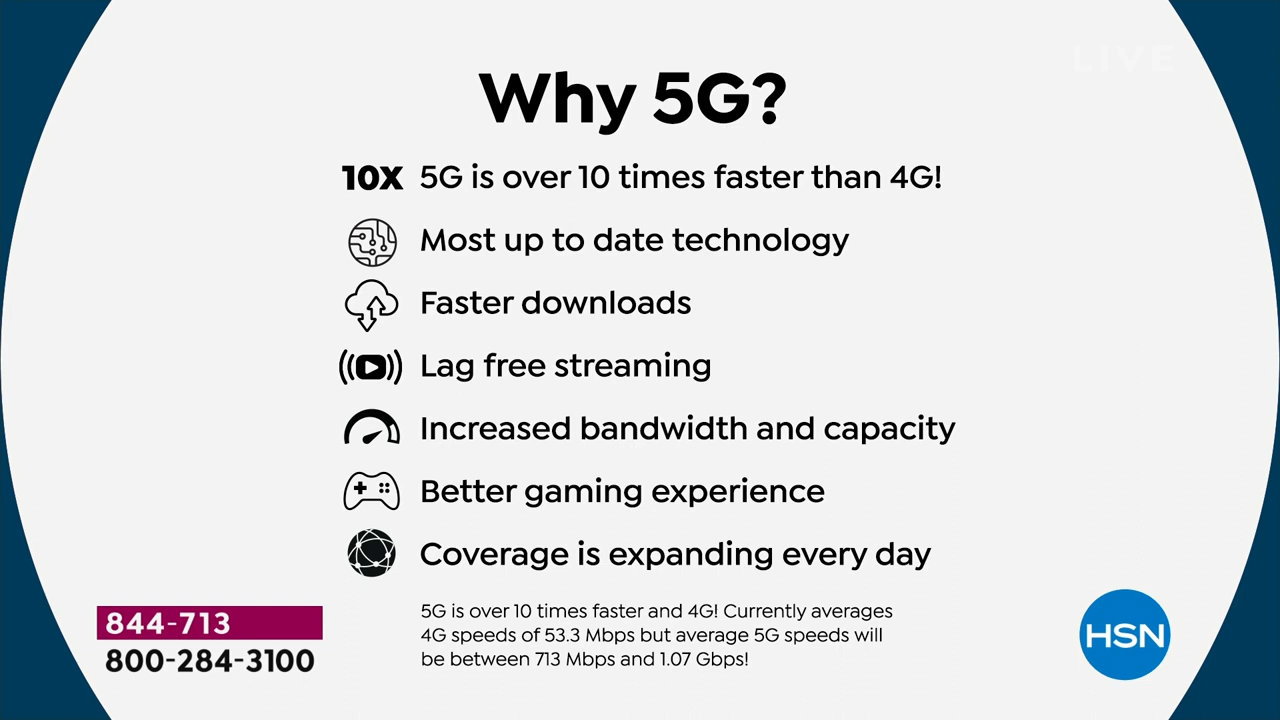 LIVE
Why 5G?
10X 5G is over 10 times faster than 4G!
Most up to date technology
Faster downloads
Lag free streaming
Increased bandwidth and capacity
Better gaming experience
Coverage is expanding every day
5G is over 10 times faster and 4G! Currently averages
4G speeds of 53.3 Mbps but average 5G speeds will
be between 713 Mbps and 1.07 Gbps!
844-713
800-284-3100
HSN